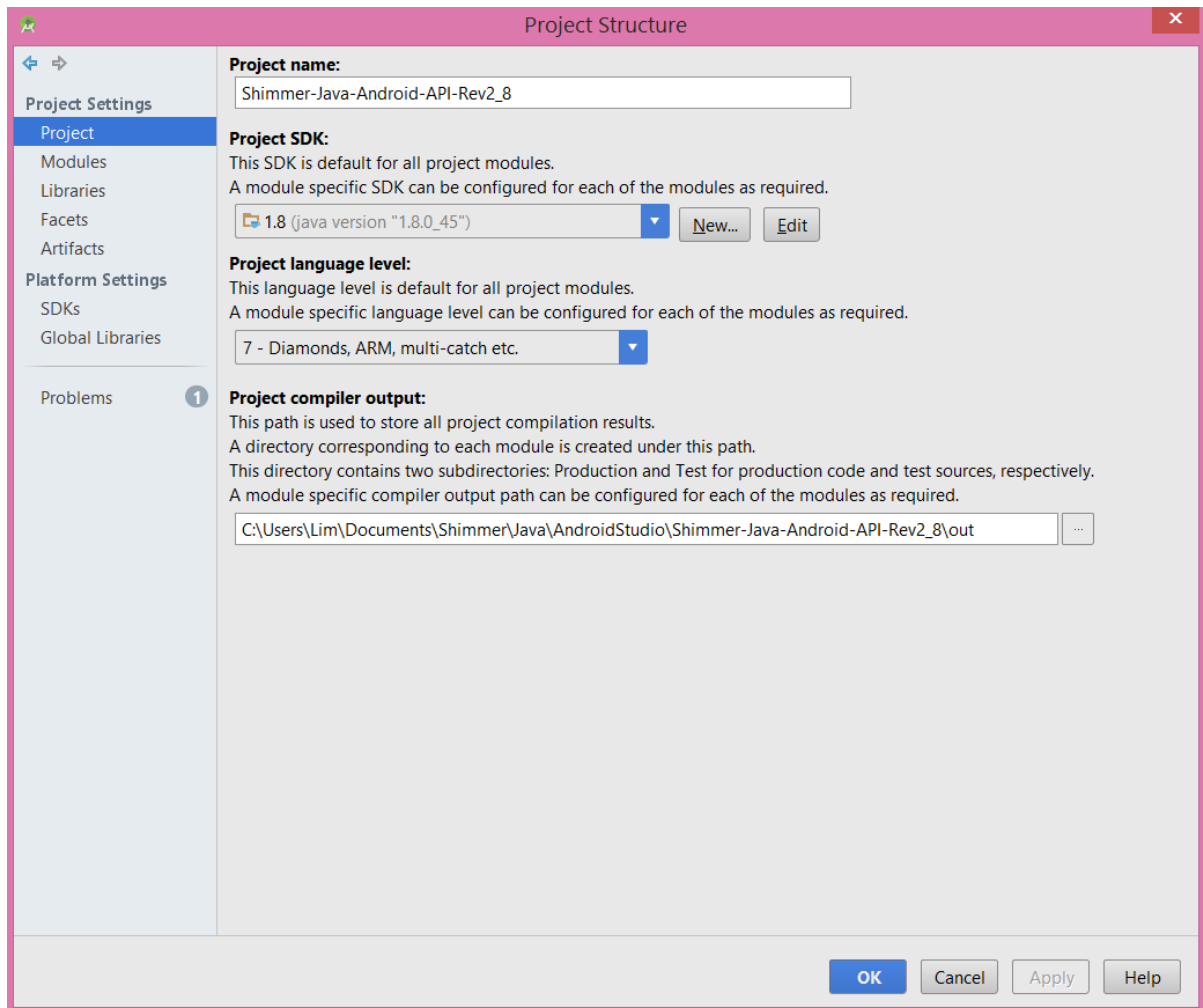 Project Structure
Project Settings
Project
Modules
Libraries
Facets
Artifacts
Platform Settings
SDKs
Global Libraries
Problems 1
Project name:
Shimmer-Java-Android-API-Rev2_8
Project SDK:
This SDK is default for all project modules.
A module specific SDK can be configured for each of the modules as required.
1.8 (java version "1.8.0_45") New... Edit
Project language level:
This language level is default for all project modules.
A module specific language level can be configured for each of the modules as required.
7 - Diamonds, ARM, multi-catch etc.
Project compiler output:
This path is used to store all project compilation results.
A directory corresponding to each module is created under this path.
This directory contains two subdirectories: Production and Test for production code and test sources, respectively.
A module specific compiler output path can be configured for each of the modules as required.
C:\Users\Lim\Documents\Shimmer\Java\AndroidStudio\Shimmer-Java-Android-API-Rev2_8\out ...
OK Cancel Apply Help